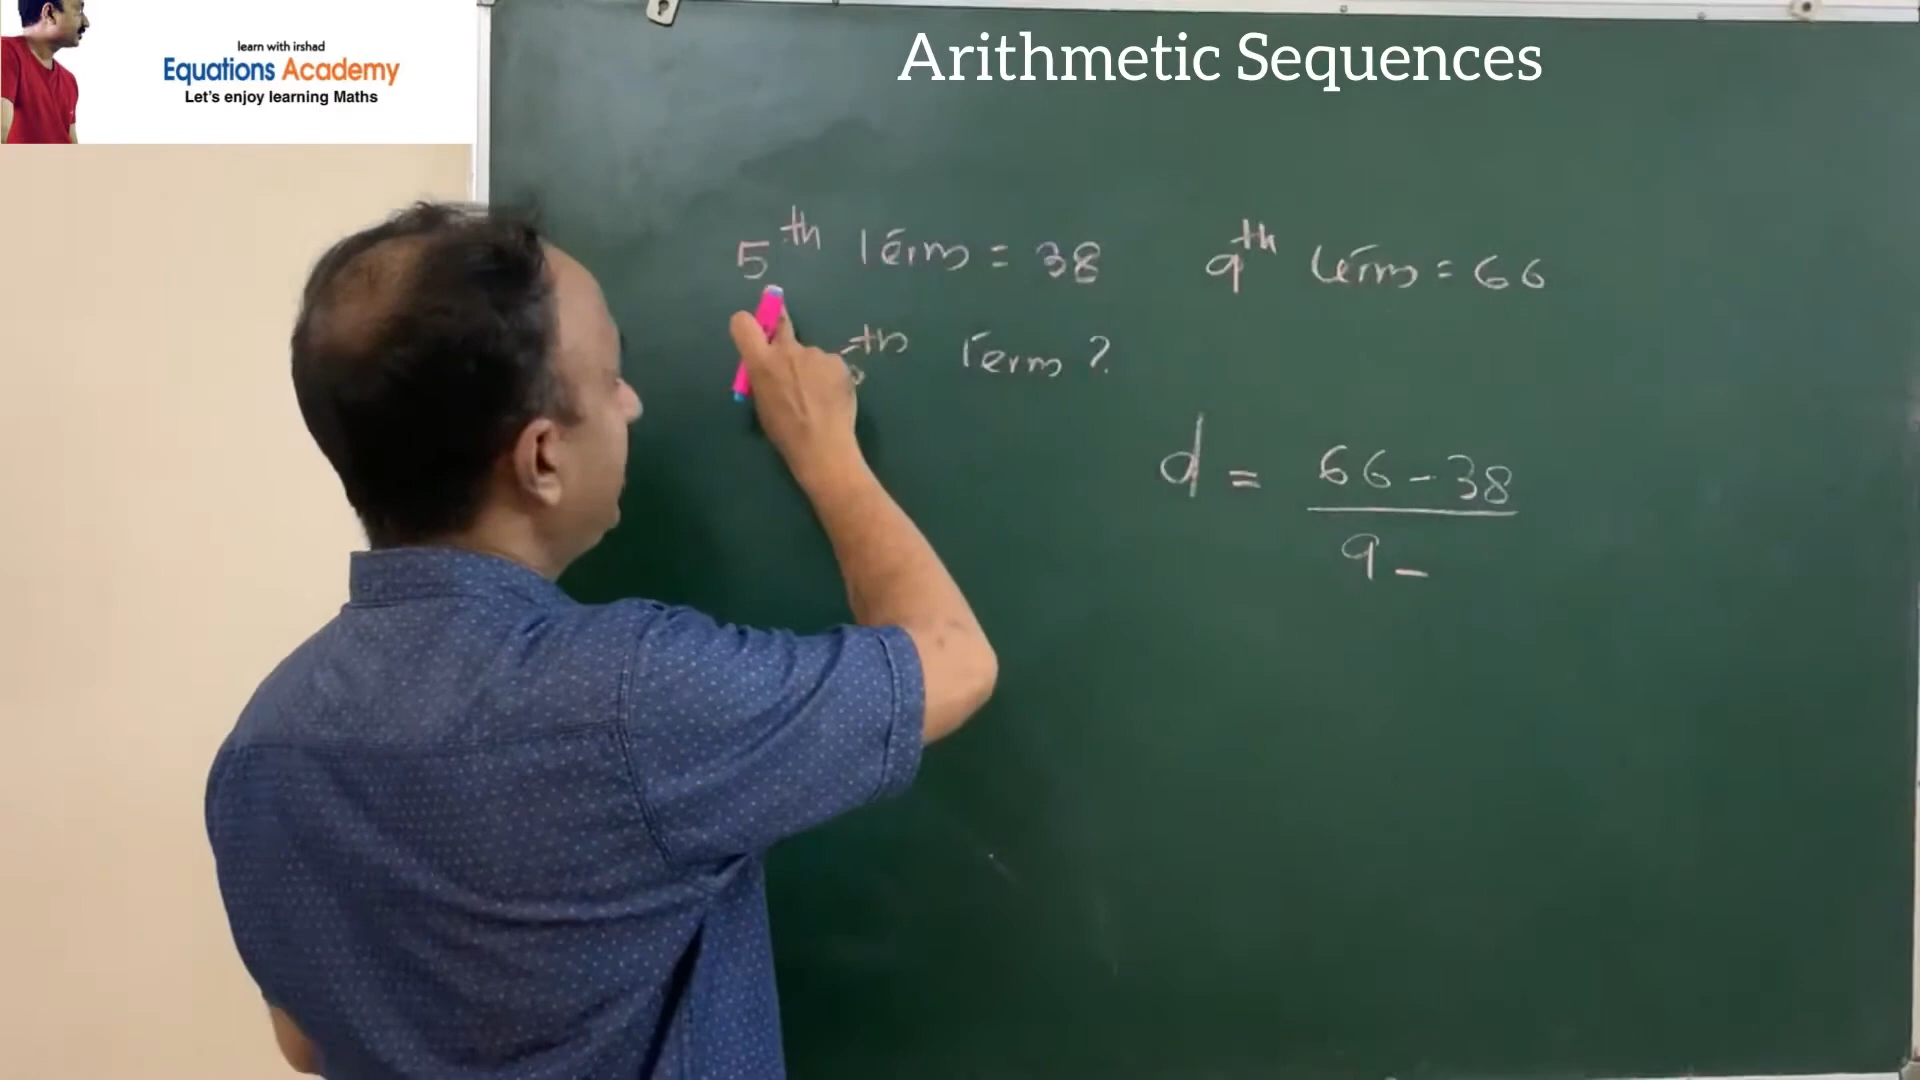 learn with irshad
Equations Academy
Let's enjoy learning Maths
Arithmetic Sequences
5th Term = 38 9th term = 66
th Term ?
d = 66 - 38
9 -